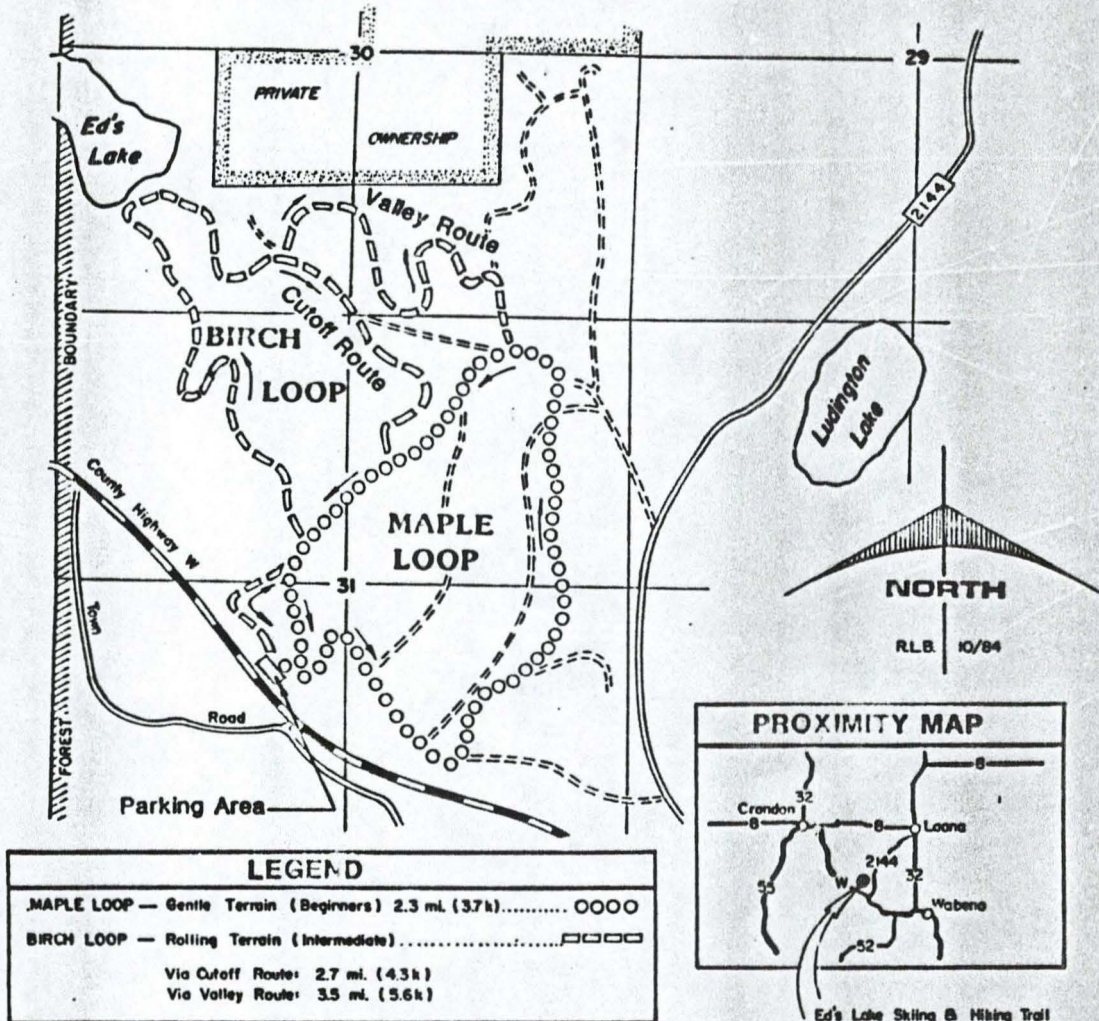 30
29
PRIVATE
OWNERSHIP
Ed's
Lake
2144
Valley Route
Cutoff Route
BIRCH
LOOP
BOUNDARY
Ludington
Lake
County Highway W
MAPLE
LOOP
31
NORTH
R.L.B. 10/84
Town
Road
FOREST
Parking Area
PROXIMITY MAP
8
32
Crandon
8
8
Laona
2144
32
55
W
Wabeno
52
Ed's Lake Skiing & Hiking Trail
LEGEND
MAPLE LOOP — Gentle Terrain (Beginners) 2.3 mi. (3.7k)..........
BIRCH LOOP — Rolling Terrain (Intermediate)..........................
Via Cutoff Route: 2.7 mi. (4.3k)
Via Valley Route: 3.5 mi. (5.6k)